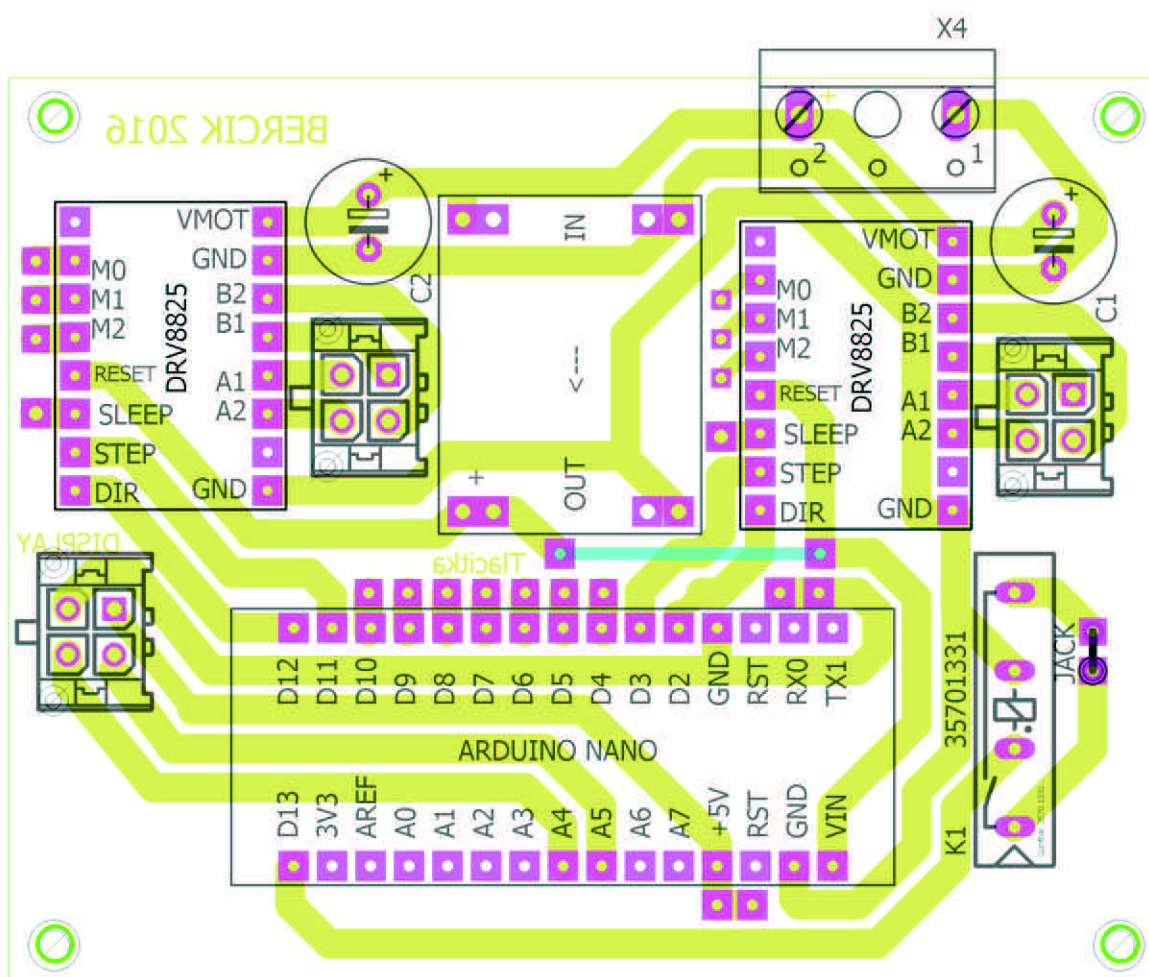 X4
BERCIK 2016
+
2
1
+
+
VMOT
GND
M0
B2
M1
B1
M2
DRV8825
RESET
A1
SLEEP
A2
STEP
DIR
GND
C2
IN
<---
+
OUT
VMOT
GND
M0
B2
M1
B1
M2
DRV8825
RESET
A1
SLEEP
A2
STEP
DIR
GND
C1
DISPLAY
Tlacitka
D12
D11
D10
D9
D8
D7
D6
D5
D4
D3
D2
GND
RST
RX0
TX1
ARDUINO NANO
D13
3V3
AREF
A0
A1
A2
A3
A4
A5
A6
A7
+5V
RST
GND
VIN
K1
35701331
JACK